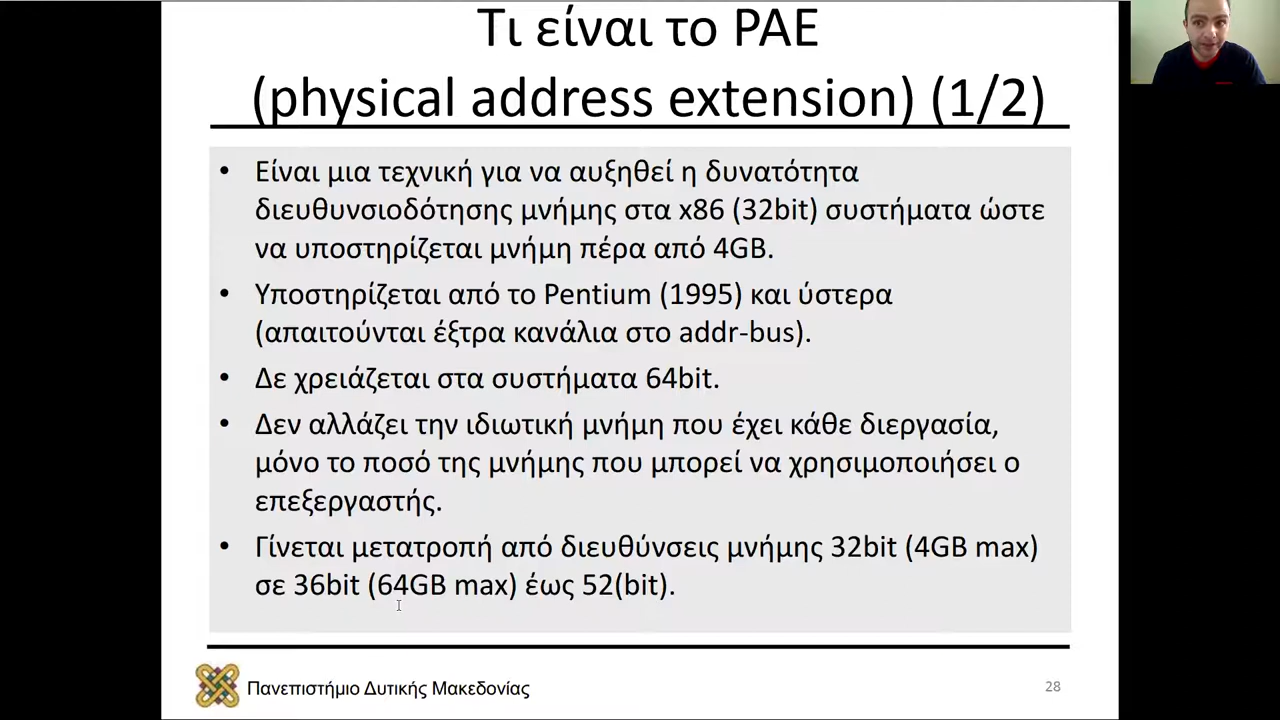 Τι είναι το PAE
(physical address extension) (1/2)
• Είναι μια τεχνική για να αυξηθεί η δυνατότητα
διευθυνσιοδότησης μνήμης στα x86 (32bit) συστήματα ώστε
να υποστηρίζεται μνήμη πέρα από 4GB.
• Υποστηρίζεται από το Pentium (1995) και ύστερα
(απαιτούνται έξτρα κανάλια στο addr-bus).
• Δε χρειάζεται στα συστήματα 64bit.
• Δεν αλλάζει την ιδιωτική μνήμη που έχει κάθε διεργασία,
μόνο το ποσό της μνήμης που μπορεί να χρησιμοποιήσει ο
επεξεργαστής.
• Γίνεται μετατροπή από διευθύνσεις μνήμης 32bit (4GB max)
σε 36bit (64GB max) έως 52(bit).
Πανεπιστήμιο Δυτικής Μακεδονίας
28